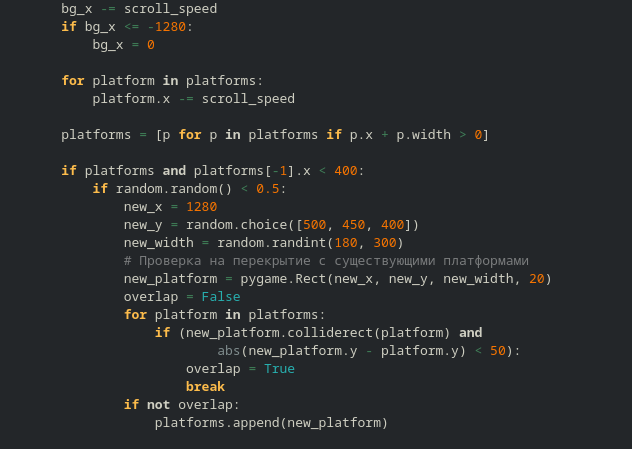 bg_x -= scroll_speed
if bg_x <= -1280:
    bg_x = 0

for platform in platforms:
    platform.x -= scroll_speed

platforms = [p for p in platforms if p.x + p.width > 0]

if platforms and platforms[-1].x < 400:
    if random.random() < 0.5:
        new_x = 1280
        new_y = random.choice([500, 450, 400])
        new_width = random.randint(180, 300)
        # Проверка на перекрытие с существующими платформами
        new_platform = pygame.Rect(new_x, new_y, new_width, 20)
        overlap = False
        for platform in platforms:
            if (new_platform.colliderect(platform) and
                    abs(new_platform.y - platform.y) < 50):
                overlap = True
                break
        if not overlap:
            platforms.append(new_platform)